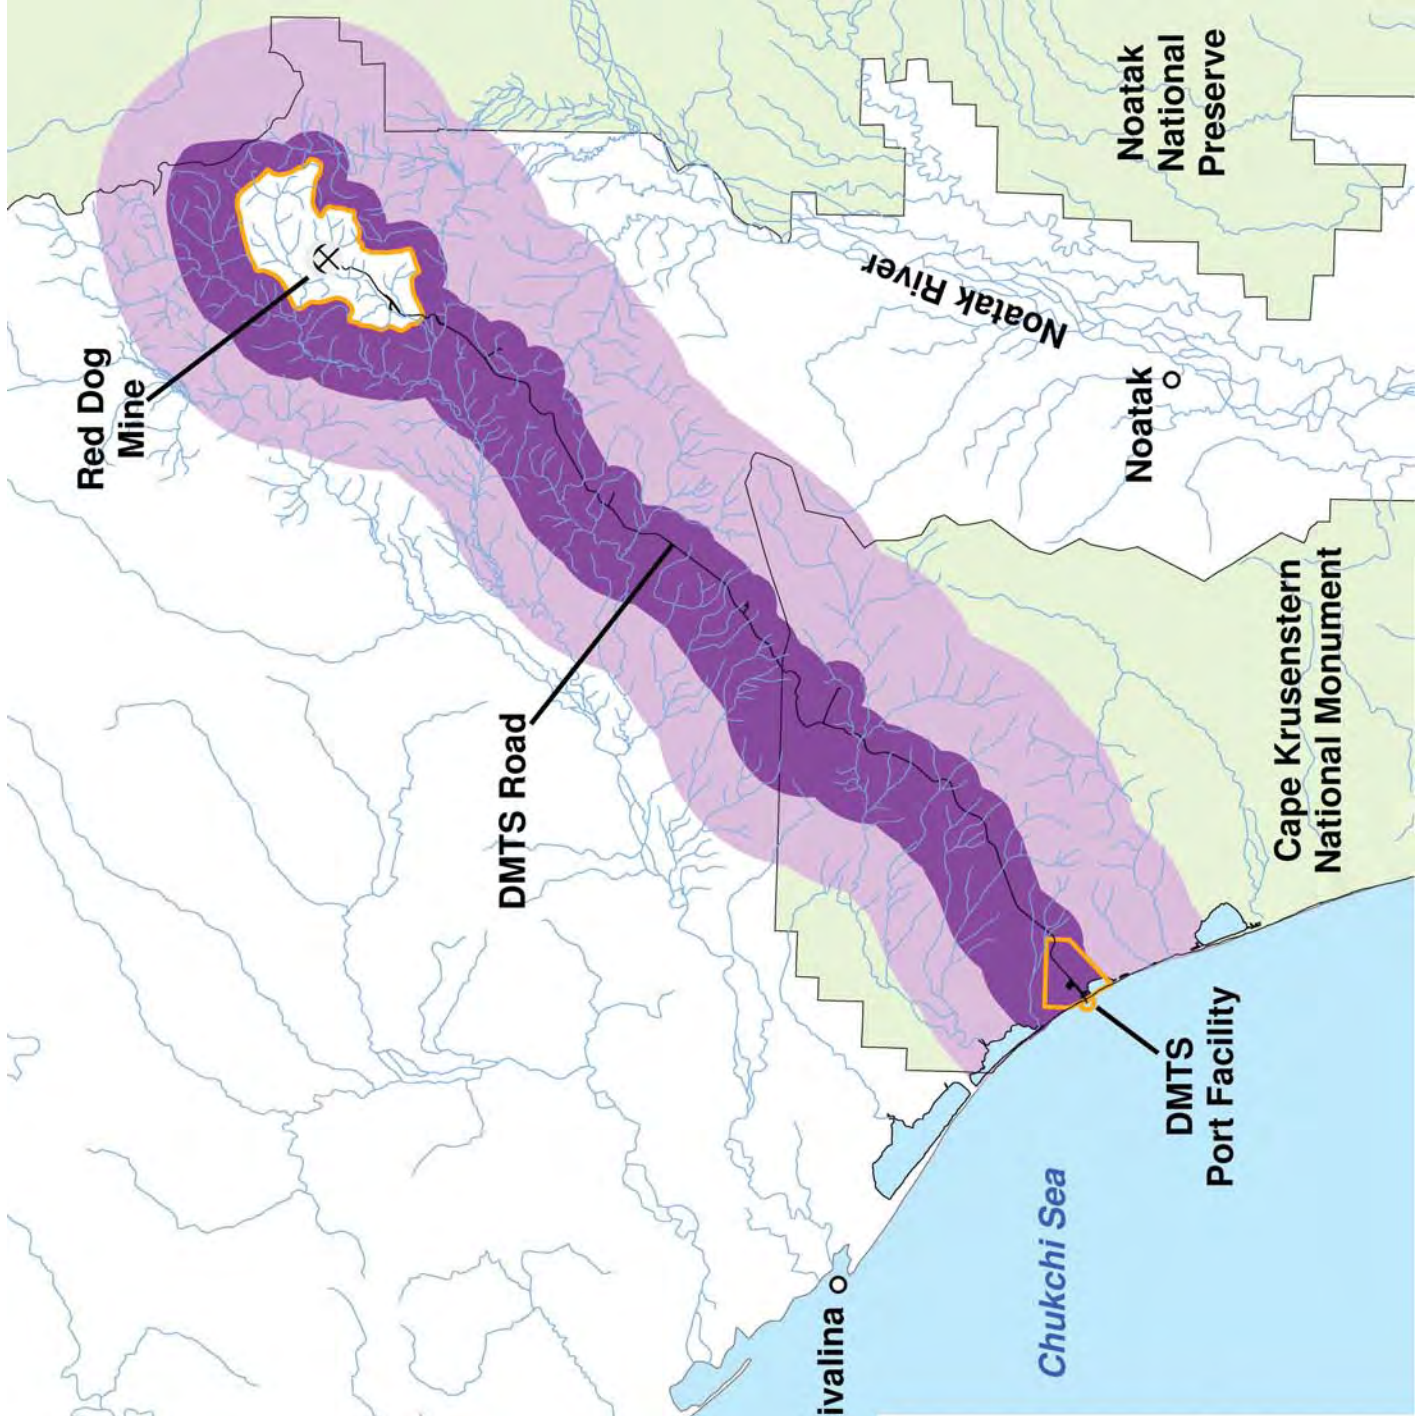 Red Dog
Mine
DMTS Road
ivalina
Chukchi Sea
DMTS
Port Facility
Noatak River
Noatak
Noatak
National
Preserve
Cape Krusenstern
National Monument